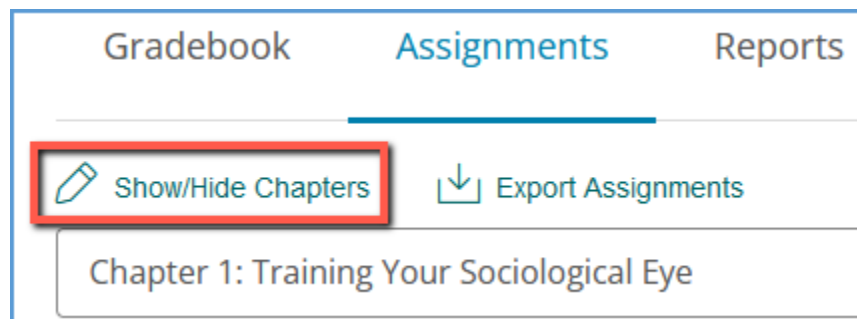 Gradebook Assignments Reports
Show/Hide Chapters Export Assignments
Chapter 1: Training Your Sociological Eye